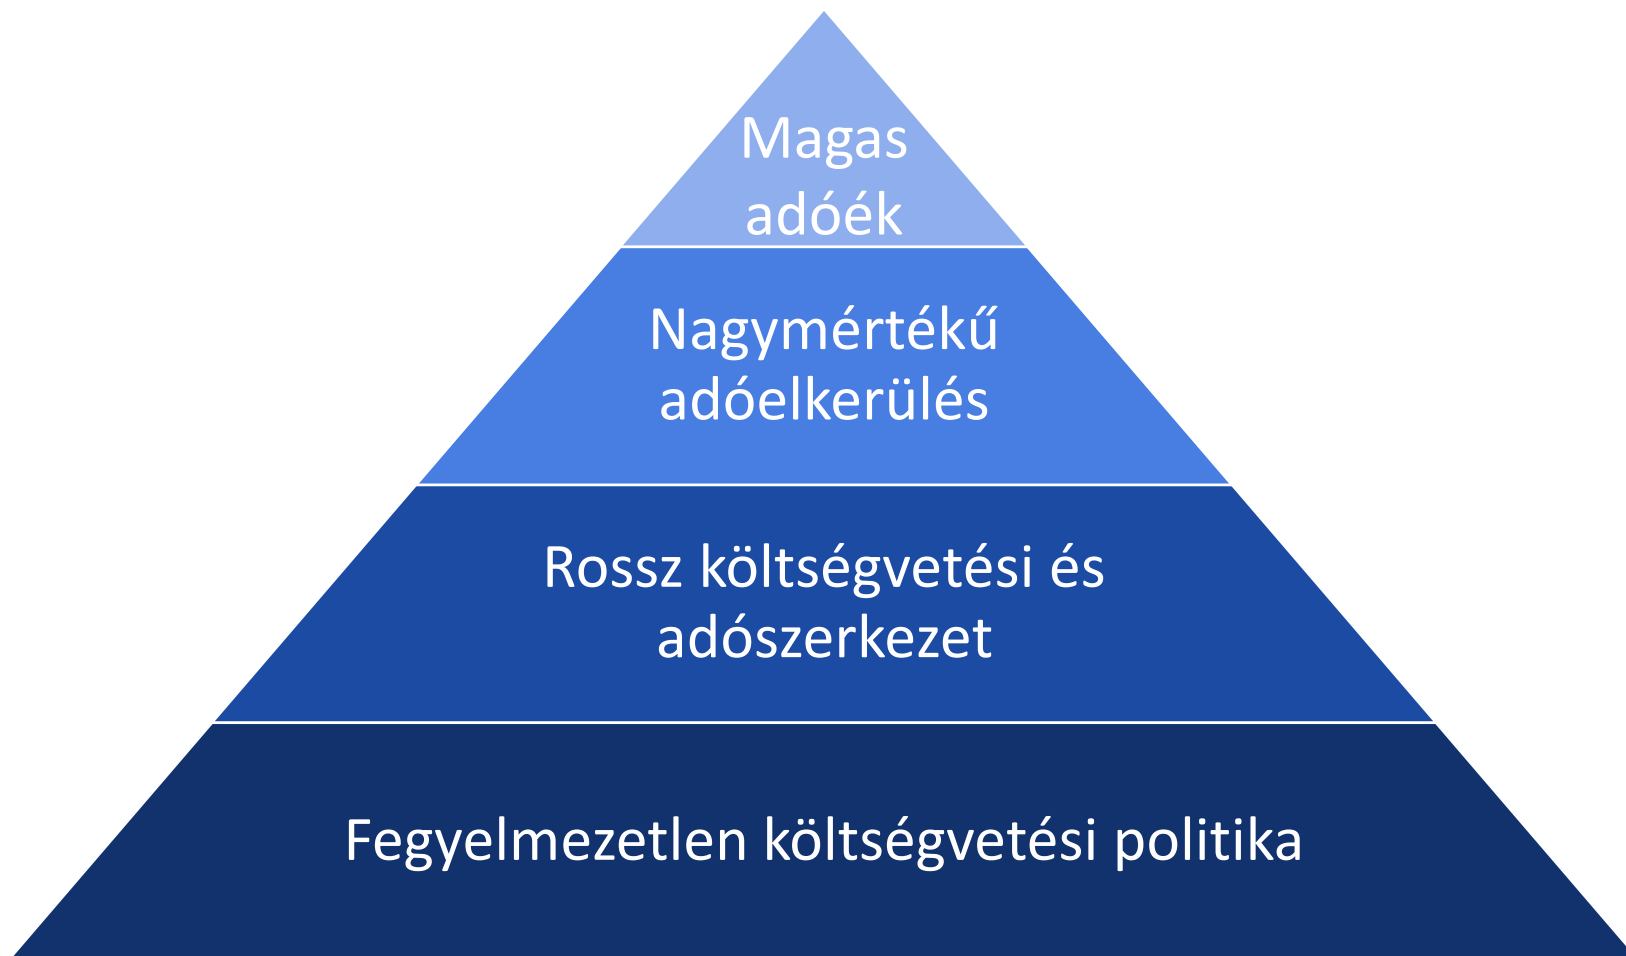 Magas
adóék
Nagymértékű
adóelkerülés
Rossz költségvetési és
adószerkezet
Fegyelmezetlen költségvetési politika